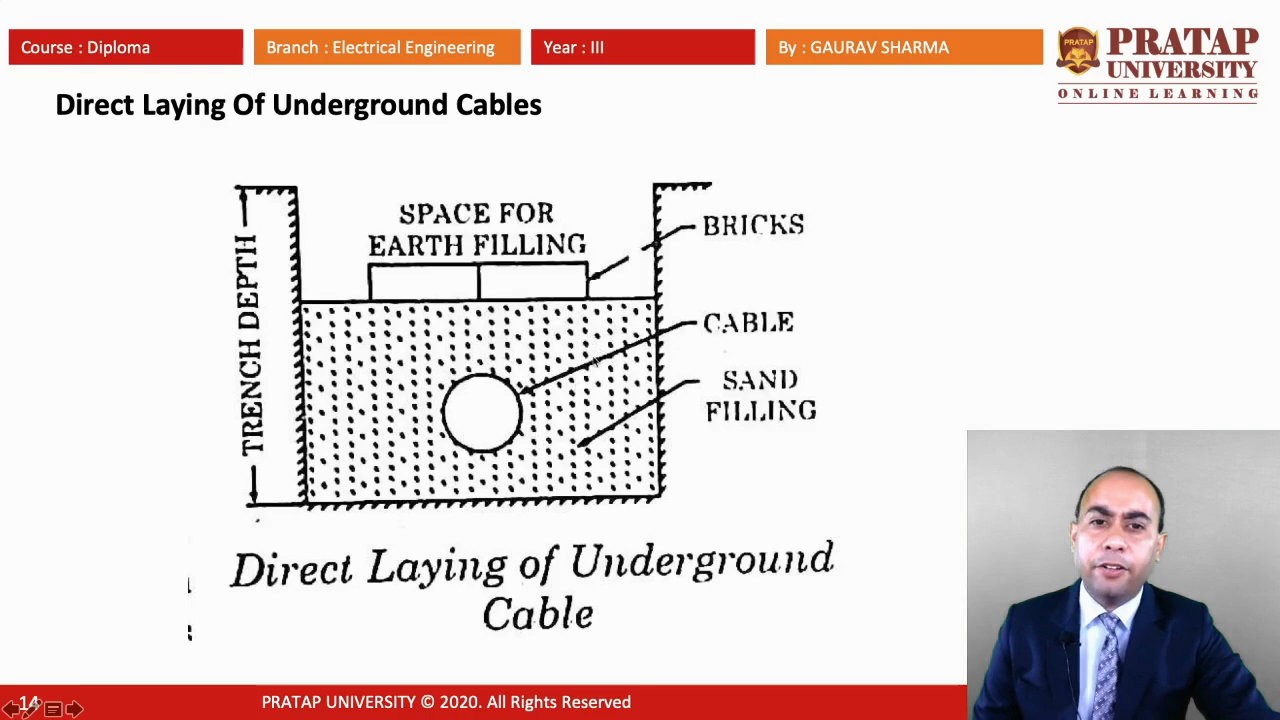 Course : Diploma
Branch : Electrical Engineering
Year : III
By : GAURAV SHARMA
PRATAP
PRATAP
UNIVERSITY
ONLINE LEARNING
Direct Laying Of Underground Cables
SPACE FOR
EARTH FILLING
BRICKS
TRENCH DEPTH
CABLE
SAND
FILLING
Direct Laying of Underground
Cable
14
PRATAP UNIVERSITY © 2020. All Rights Reserved